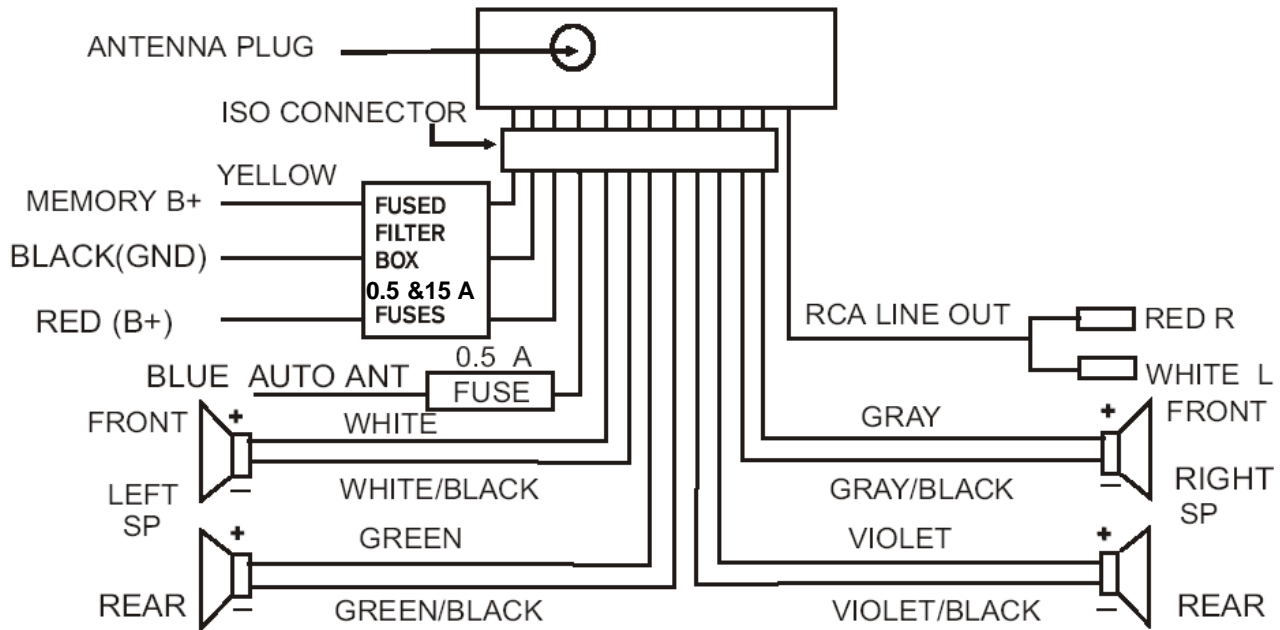 ANTENNA PLUG
ISO CONNECTOR
YELLOW
MEMORY B+
BLACK(GND)
RED (B+)
FUSED
FILTER
BOX
0.5 &15 A
FUSES
RCA LINE OUT
RED R
WHITE L
0.5 A
BLUE AUTO ANT
FUSE
FRONT
+
WHITE
LEFT
SP
–
WHITE/BLACK
+
GREEN
REAR
–
GREEN/BLACK
GRAY
+
FRONT
GRAY/BLACK
–
RIGHT
SP
VIOLET
+
VIOLET/BLACK
–
REAR